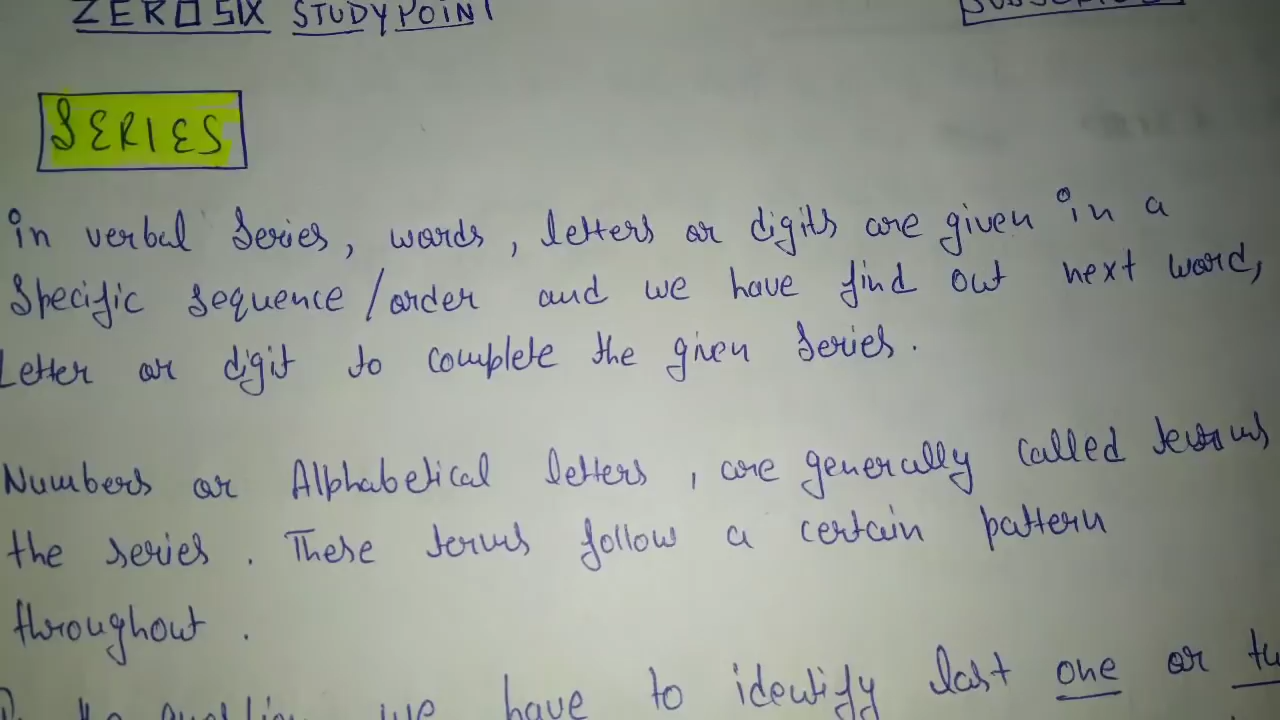 ZERO SIX STUDY POINT
SERIES
in verbal series, words, letters or digits are given in a
specific sequence/order and we have find out next word,
Letter or digit to complete the given series.
Numbers or Alphabetical letters, are generally called terms
the series. These terms follow a certain pattern
throughout.
we have to identify last one or